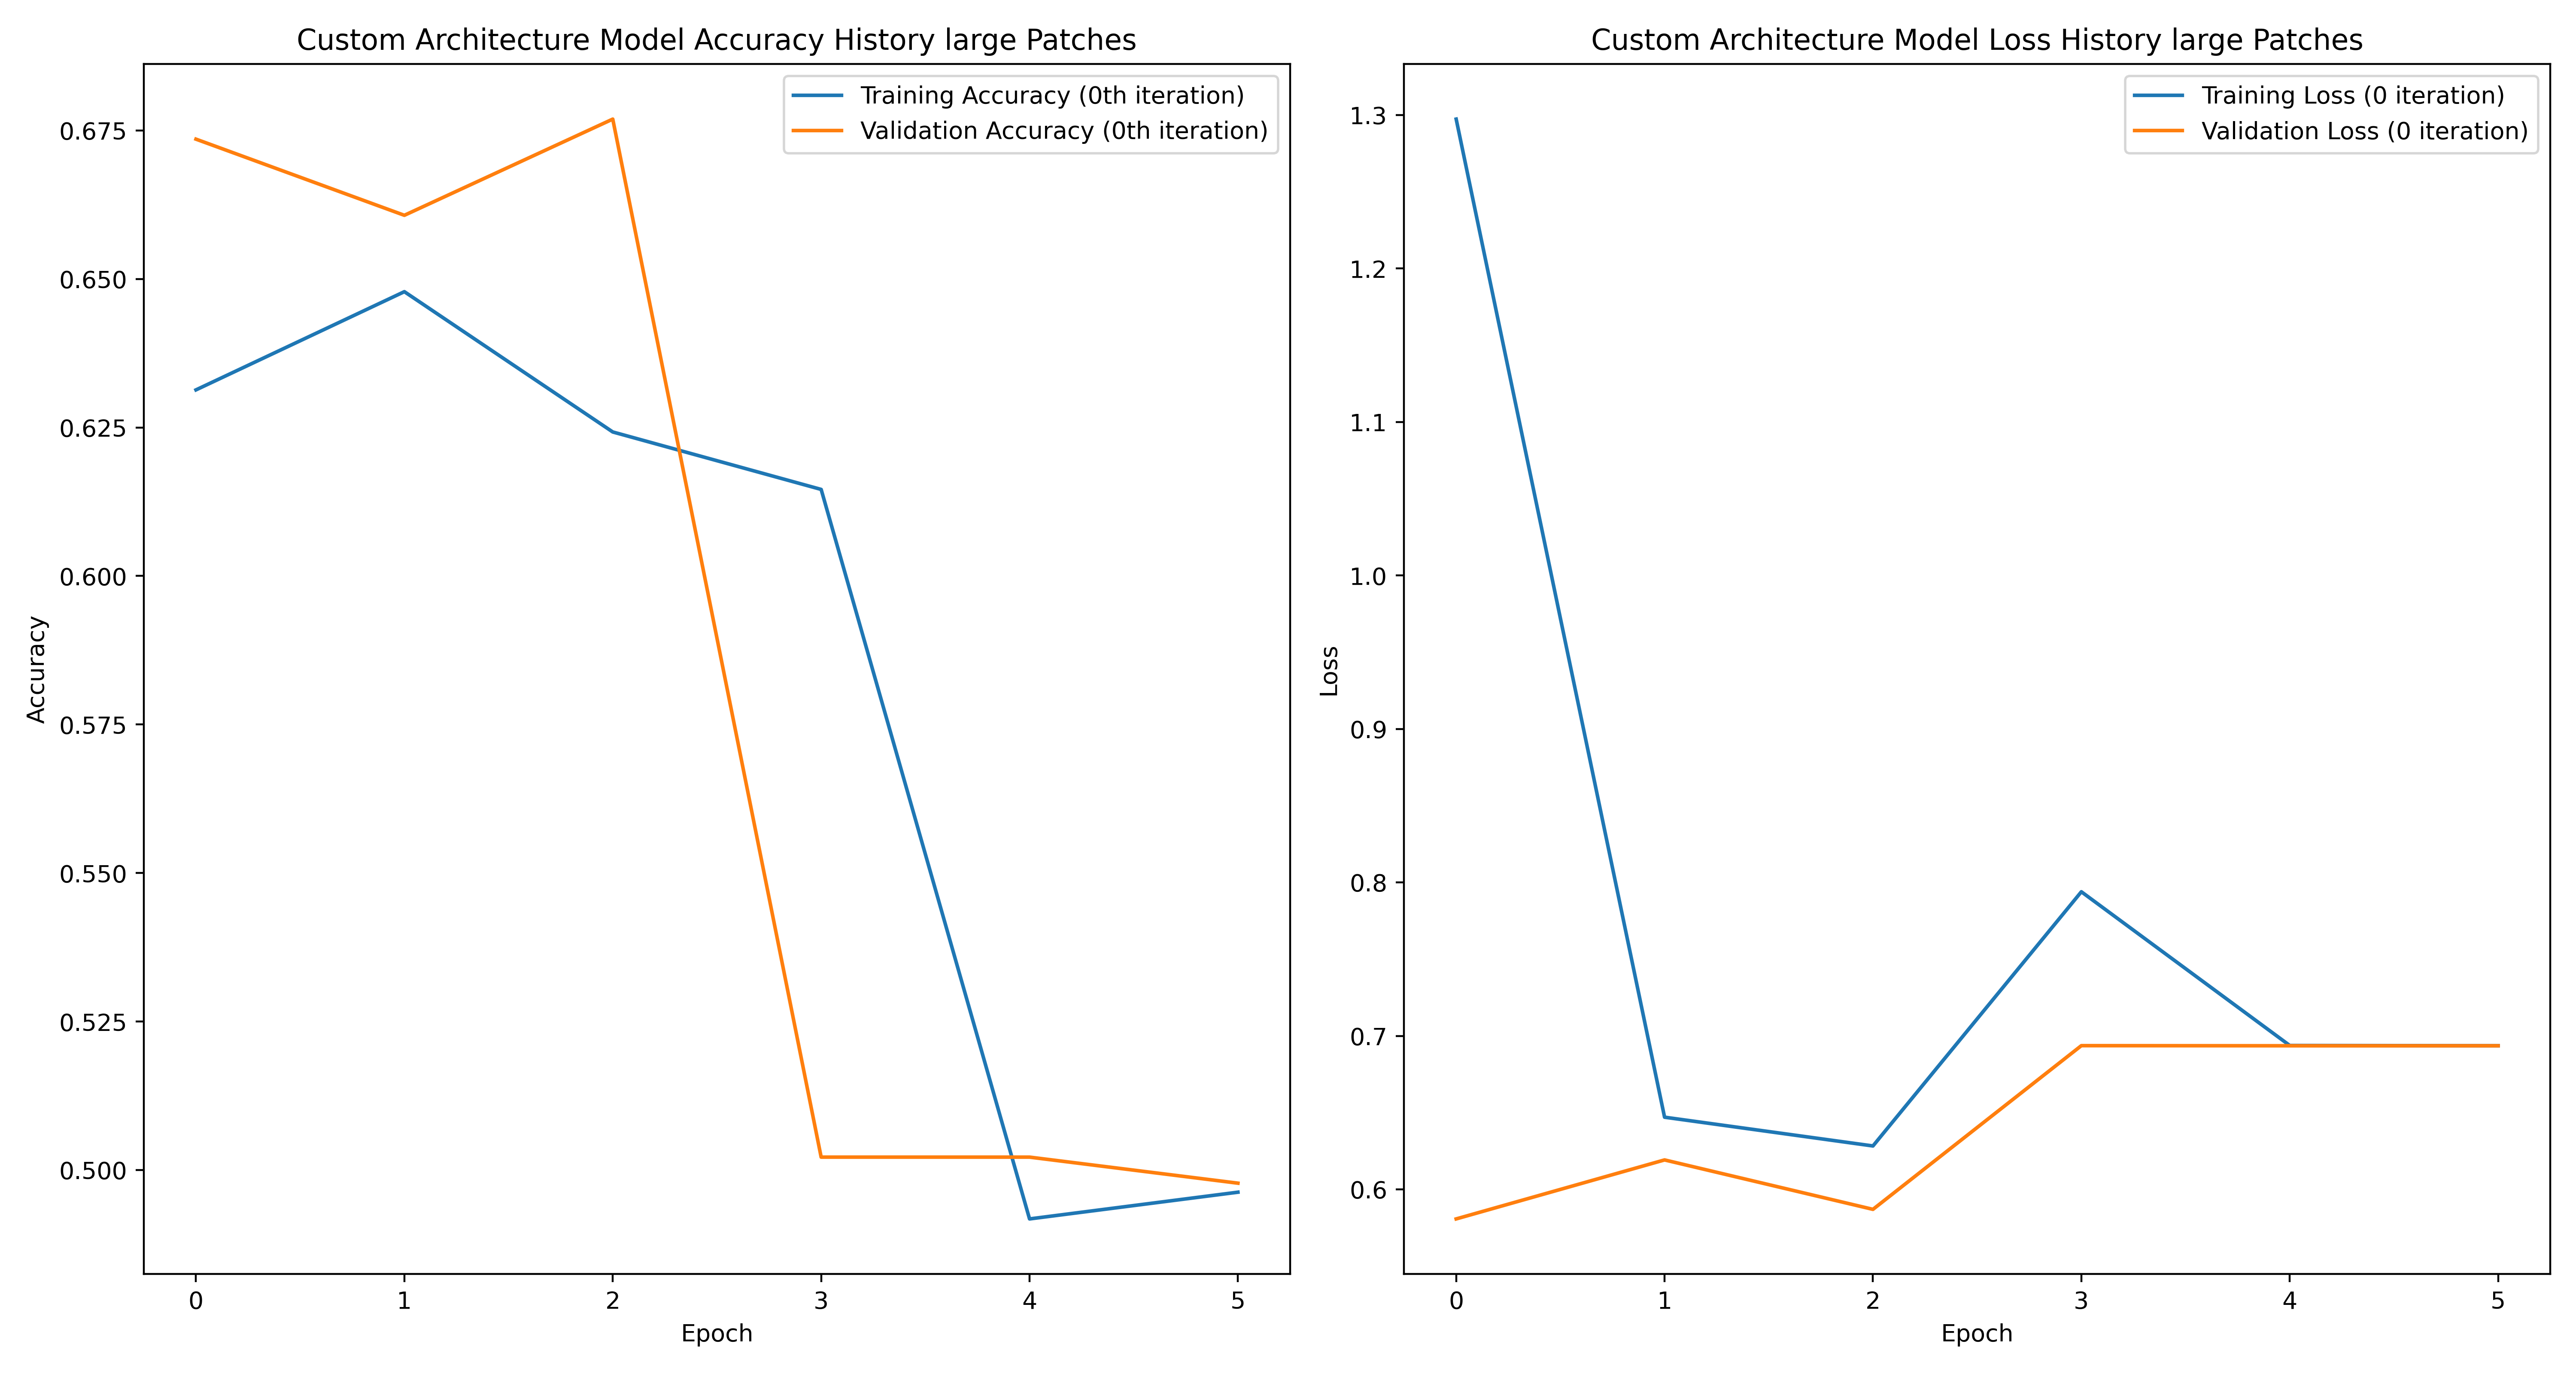 Custom Architecture Model Accuracy History large Patches
Training Accuracy (0th iteration)
Validation Accuracy (0th iteration)
0.675
0.650
0.625
0.600
0.575
0.550
0.525
0.500
Accuracy
0 1 2 3 4 5
Epoch
Custom Architecture Model Loss History large Patches
Training Loss (0 iteration)
Validation Loss (0 iteration)
1.3
1.2
1.1
1.0
0.9
0.8
0.7
0.6
Loss
0 1 2 3 4 5
Epoch